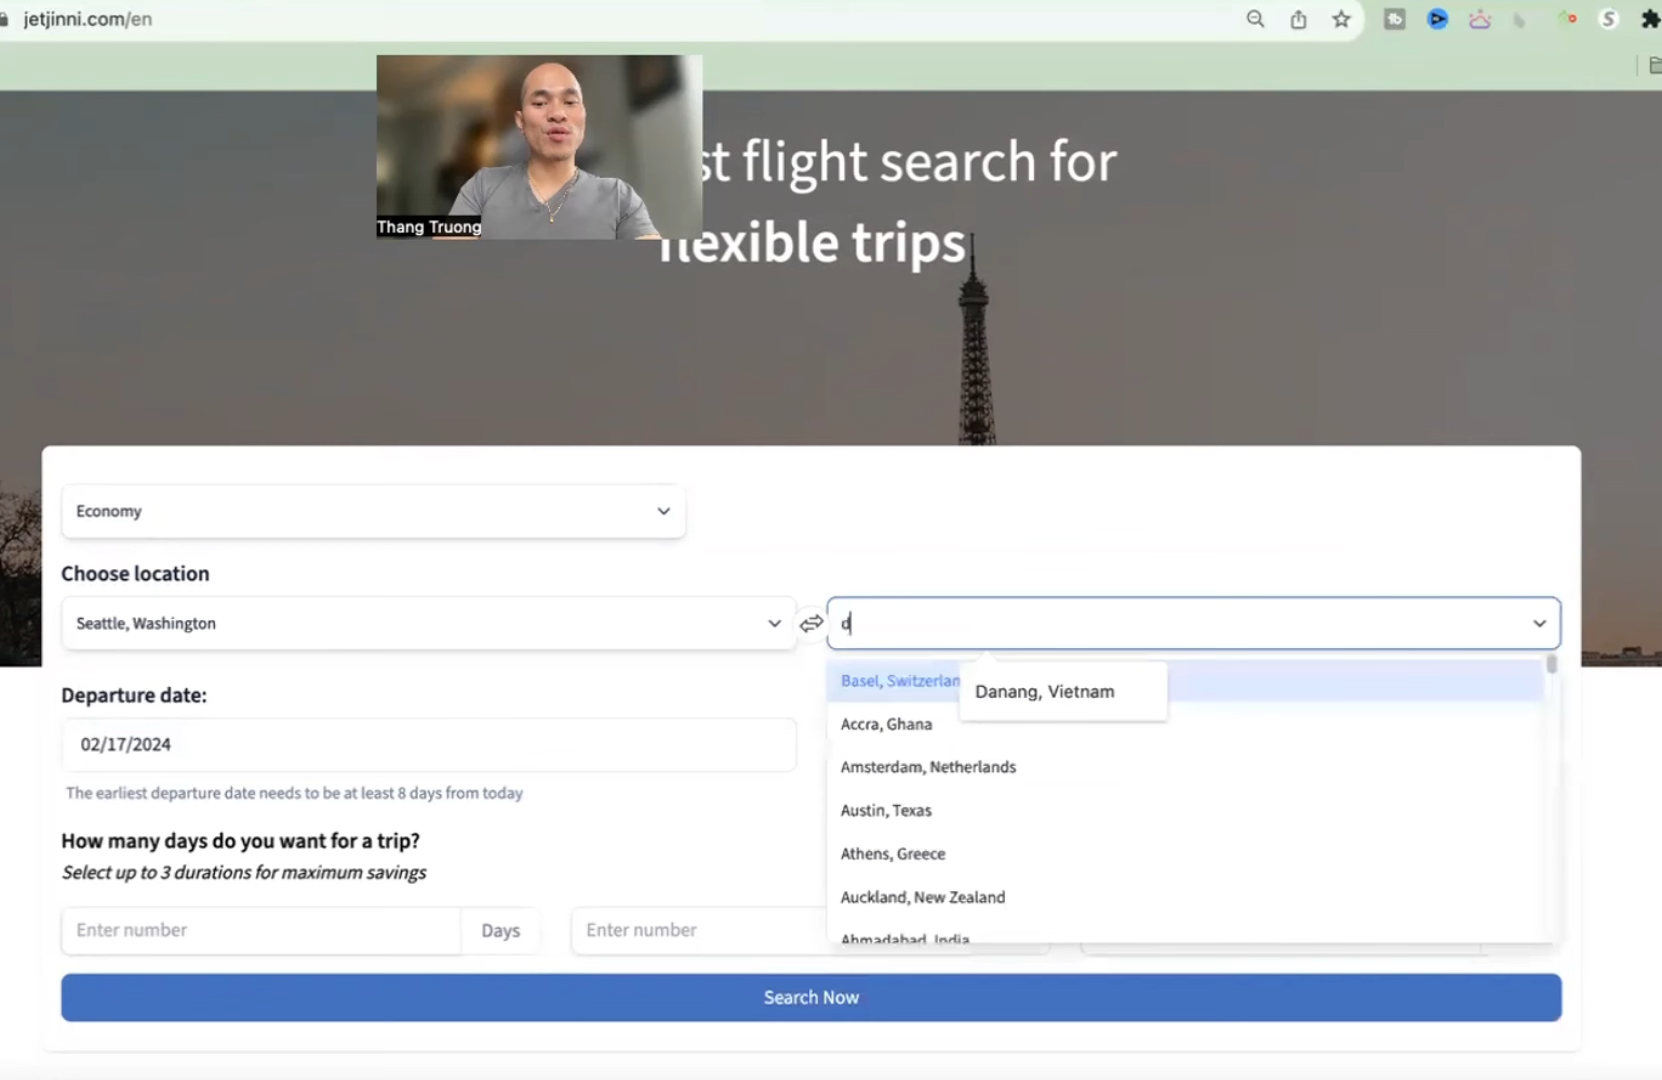 jetjinni.com/en
st flight search for
flexible trips
Thang Truong
Economy
Choose location
Seattle, Washington
d
Basel, Switzerlan
Danang, Vietnam
Accra, Ghana
Amsterdam, Netherlands
Austin, Texas
Athens, Greece
Auckland, New Zealand
Ahmadabad, India
Departure date:
02/17/2024
The earliest departure date needs to be at least 8 days from today
How many days do you want for a trip?
Select up to 3 durations for maximum savings
Enter number
Days
Enter number
Search Now